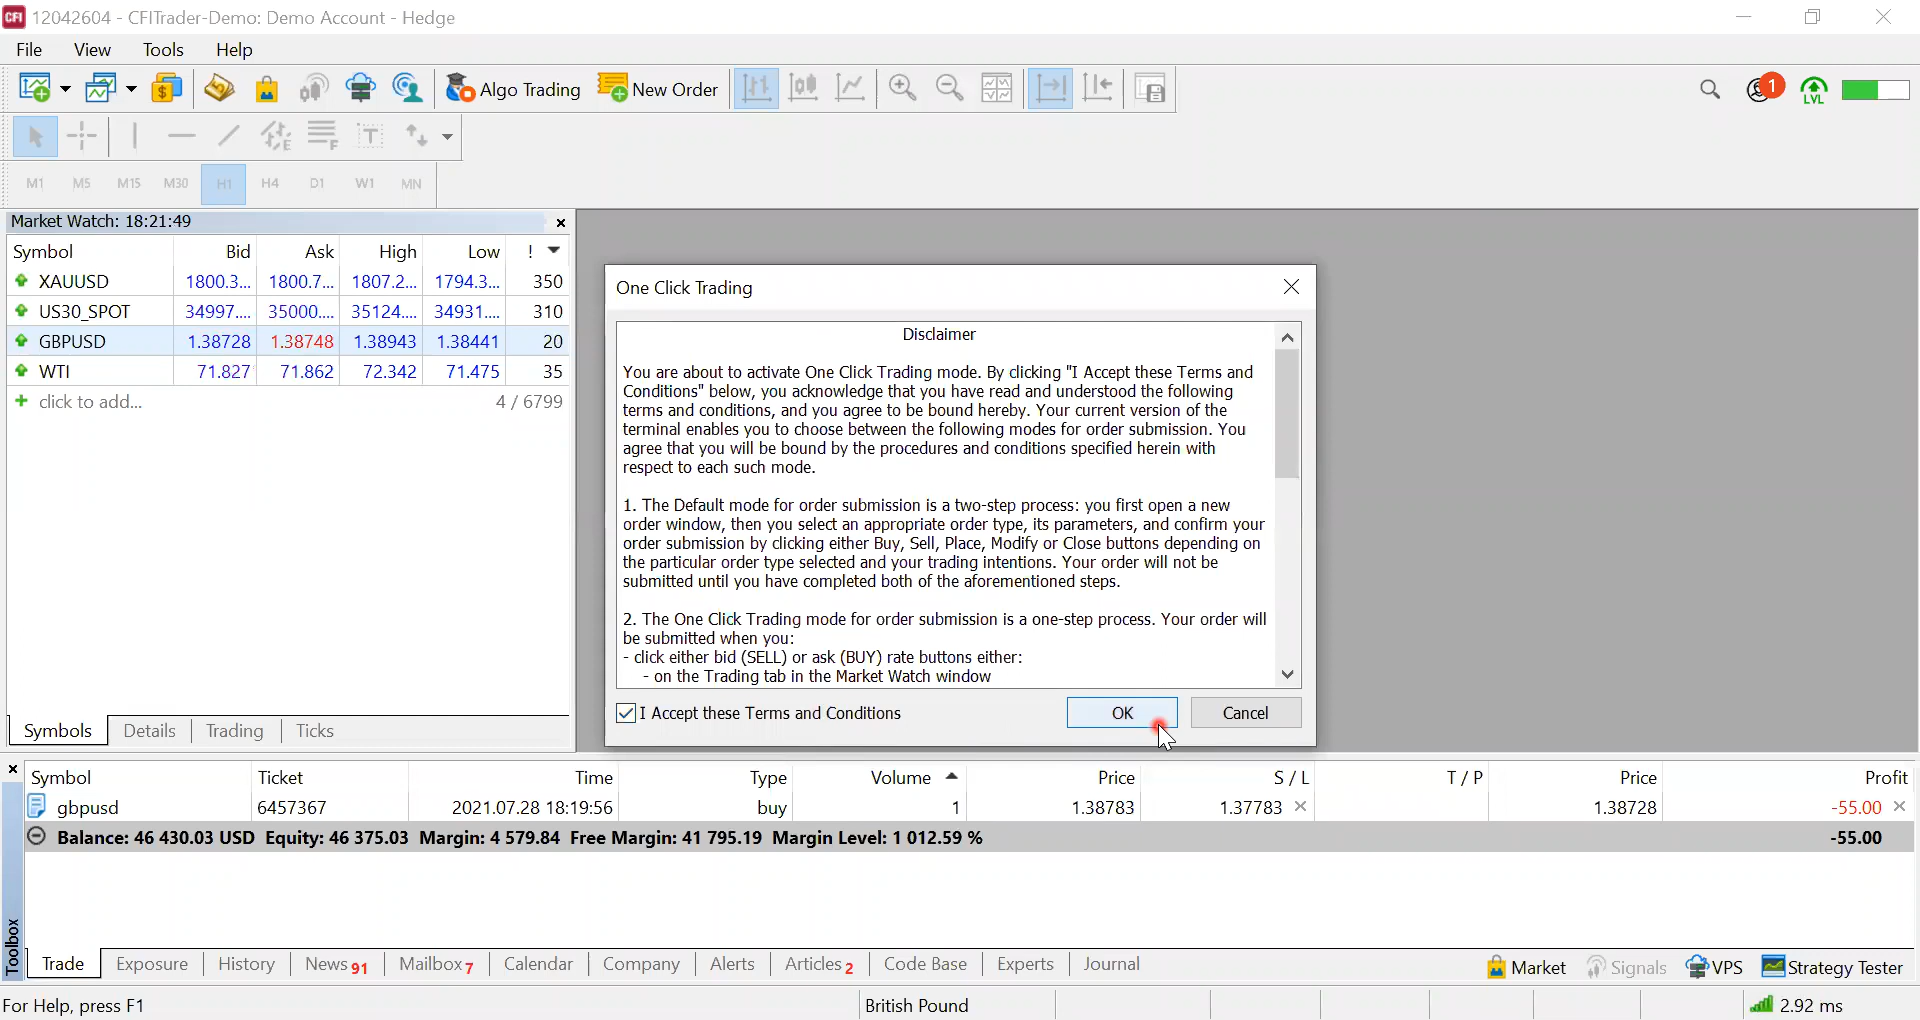 CFI 12042604 - CFITrader-Demo: Demo Account - Hedge
File View Tools Help
Algo Trading New Order 1 LVL
E F T
M1 M5 M15 M30 H1 H4 D1 W1 MN
Market Watch: 18:21:49
Symbol Bid Ask High Low !
XAUUSD 1800.3... 1800.7... 1807.2... 1794.3... 350
US30_SPOT 34997.... 35000.... 35124.... 34931.... 310
GBPUSD 1.38728 1.38748 1.38943 1.38441 20
WTI 71.827 71.862 72.342 71.475 35
click to add... 4 / 6799
Symbols Details Trading Ticks
One Click Trading
Disclaimer
You are about to activate One Click Trading mode. By clicking "I Accept these Terms and
Conditions" below, you acknowledge that you have read and understood the following
terms and conditions, and you agree to be bound hereby. Your current version of the
terminal enables you to choose between the following modes for order submission. You
agree that you will be bound by the procedures and conditions specified herein with
respect to each such mode.
1. The Default mode for order submission is a two-step process: you first open a new
order window, then you select an appropriate order type, its parameters, and confirm your
order submission by clicking either Buy, Sell, Place, Modify or Close buttons depending on
the particular order type selected and your trading intentions. Your order will not be
submitted until you have completed both of the aforementioned steps.
2. The One Click Trading mode for order submission is a one-step process. Your order will
be submitted when you:
- click either bid (SELL) or ask (BUY) rate buttons either:
- on the Trading tab in the Market Watch window
I Accept these Terms and Conditions OK Cancel
Symbol Ticket Time Type Volume Price S / L T / P Price Profit
gbpusd 6457367 2021.07.28 18:19:56 buy 1 1.38783 1.37783 1.38728 -55.00
Balance: 46 430.03 USD Equity: 46 375.03 Margin: 4 579.84 Free Margin: 41 795.19 Margin Level: 1 012.59 % -55.00
Toolbox
Trade Exposure History News 91 Mailbox 7 Calendar Company Alerts Articles 2 Code Base Experts Journal Market Signals VPS Strategy Tester
For Help, press F1 British Pound 2.92 ms